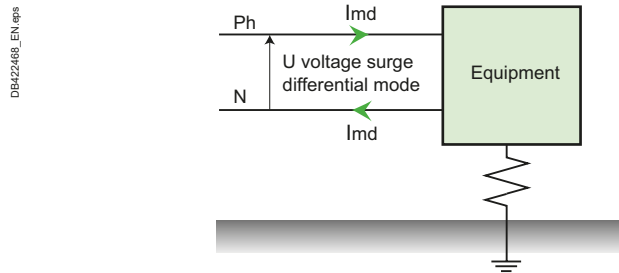 DB422468_EN.eps
Imd
Ph
U voltage surge
differential mode
Equipment
N
Imd